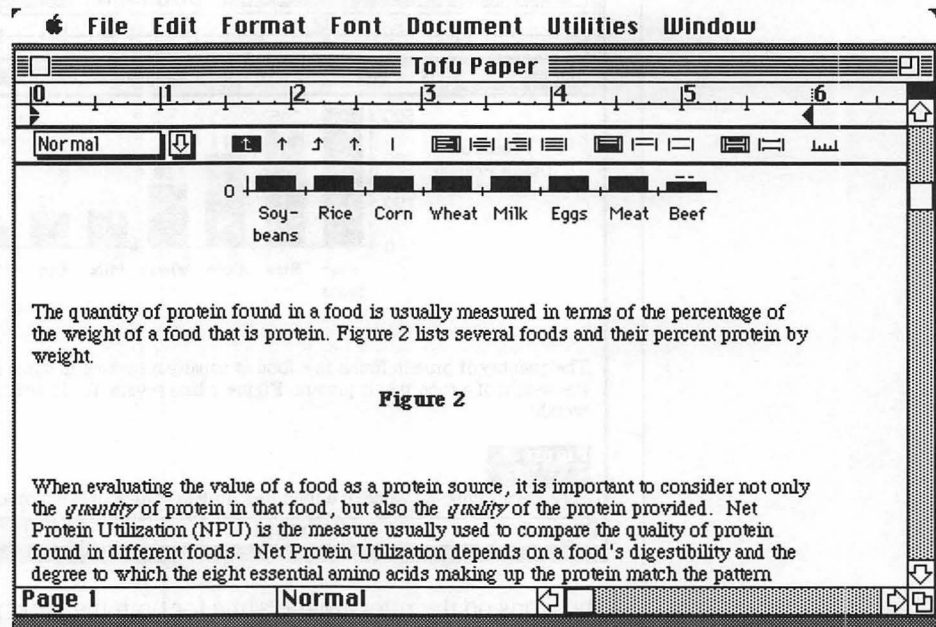 File Edit Format Font Document Utilities Window
Tofu Paper
0 1 2 3 4 5 6
Normal
0
Soy- Rice Corn Wheat Milk Eggs Meat Beef
beans
The quantity of protein found in a food is usually measured in terms of the percentage of
the weight of a food that is protein. Figure 2 lists several foods and their percent protein by
weight.
Figure 2
When evaluating the value of a food as a protein source, it is important to consider not only
the quantity of protein in that food, but also the quality of the protein provided. Net
Protein Utilization (NPU) is the measure usually used to compare the quality of protein
found in different foods. Net Protein Utilization depends on a food's digestibility and the
degree to which the eight essential amino acids making up the protein match the pattern
Page 1 Normal